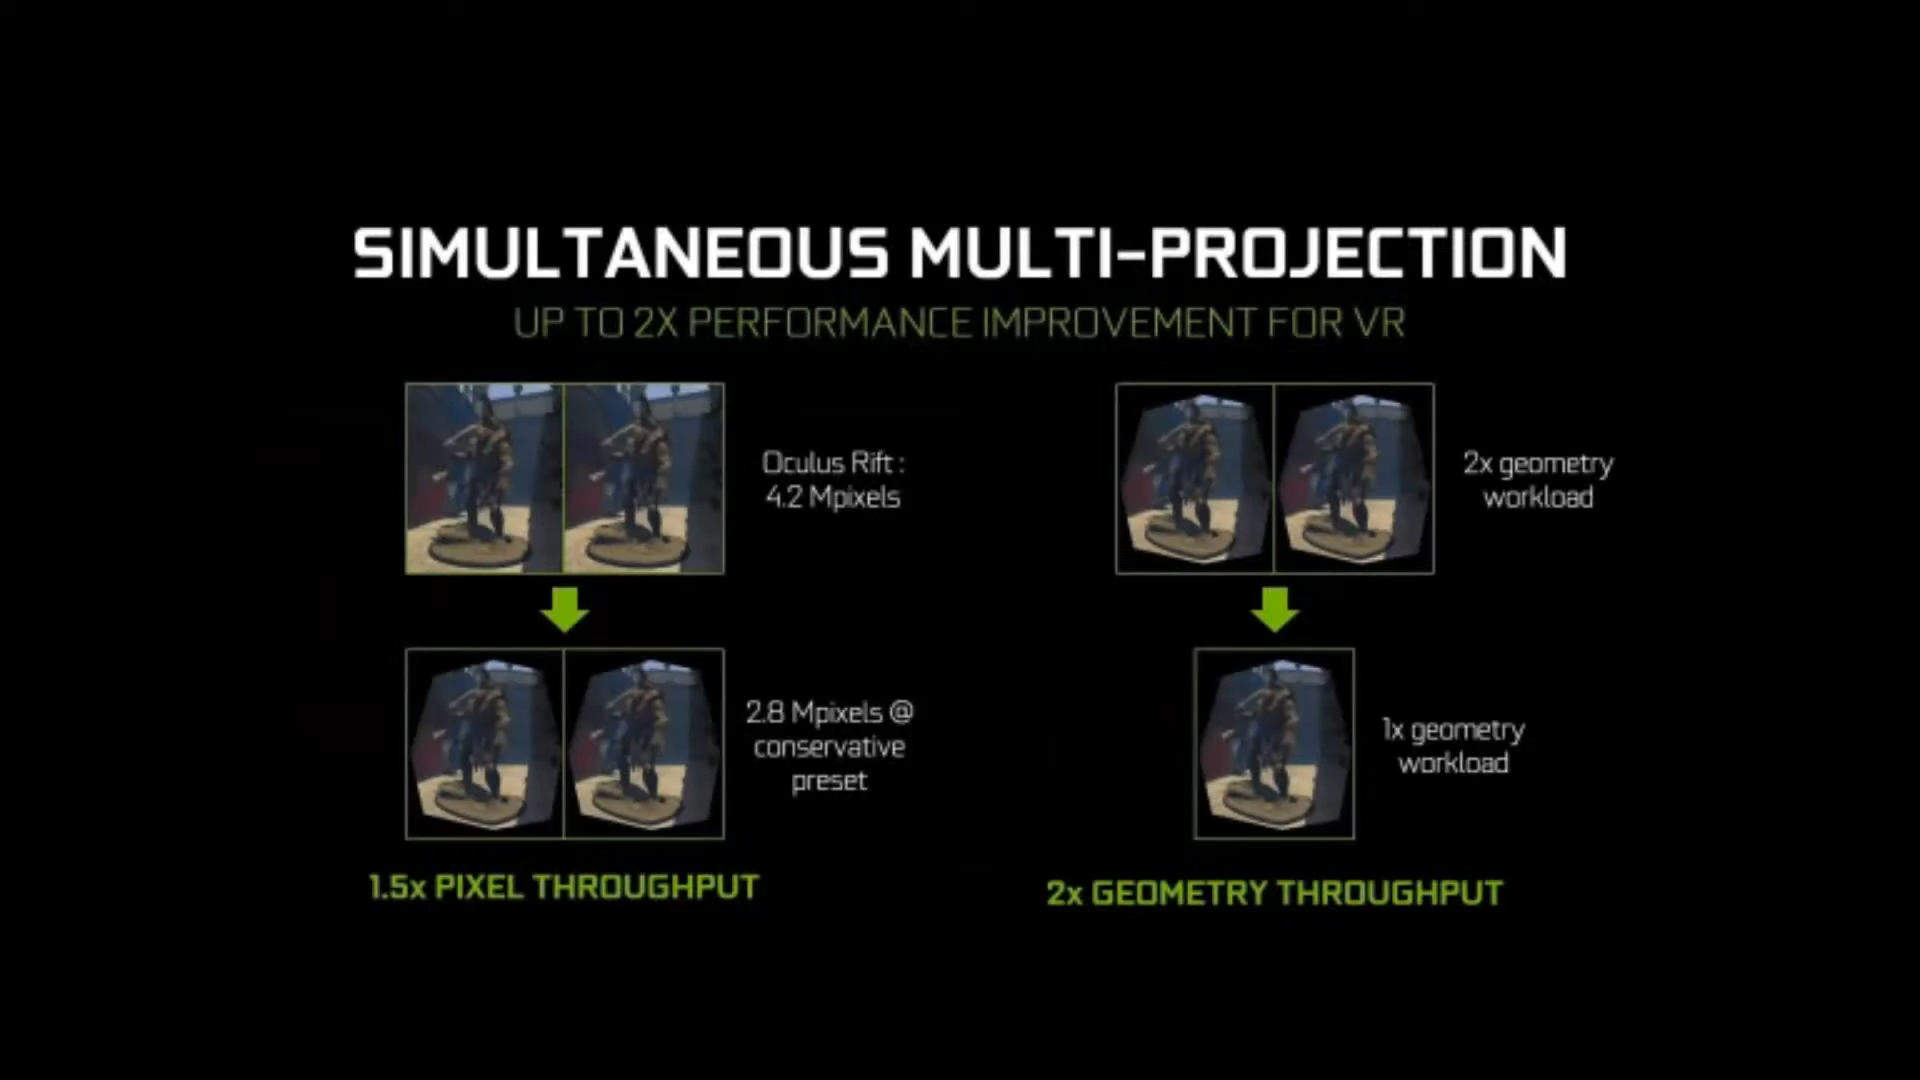 SIMULTANEOUS MULTI-PROJECTION
UP TO 2X PERFORMANCE IMPROVEMENT FOR VR
Oculus Rift :
4.2 Mpixels
2.8 Mpixels @
conservative
preset
1.5x PIXEL THROUGHPUT
2x geometry
workload
1x geometry
workload
2x GEOMETRY THROUGHPUT